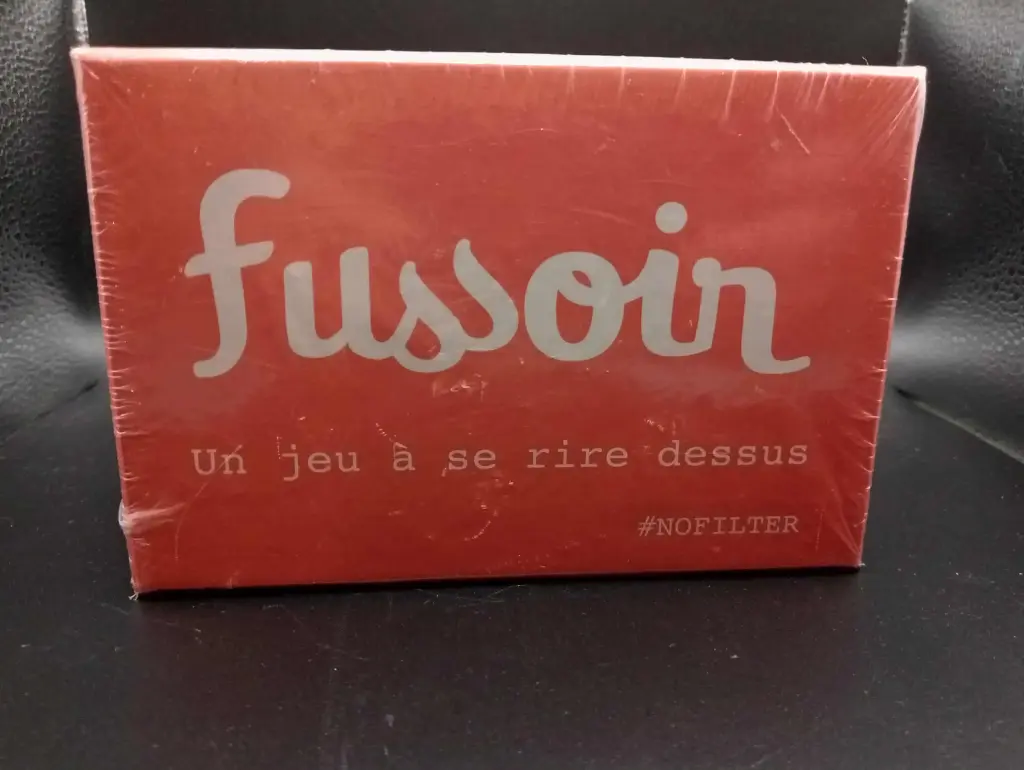 fussoir
Un jeu à se rire dessus
#NOFILTER